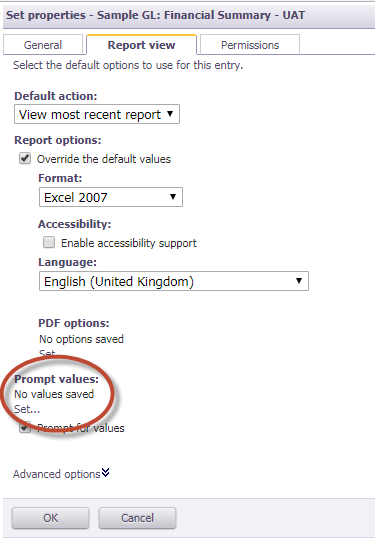 Set properties - Sample GL: Financial Summary - UAT
General
Report view
Permissions
Select the default options to use for this entry.
Default action:
View most recent report
Report options:
Override the default values
Format:
Excel 2007
Accessibility:
Enable accessibility support
Language:
English (United Kingdom)
PDF options:
No options saved
Set...
Prompt values:
No values saved
Set...
Prompt for values
Advanced options
OK
Cancel